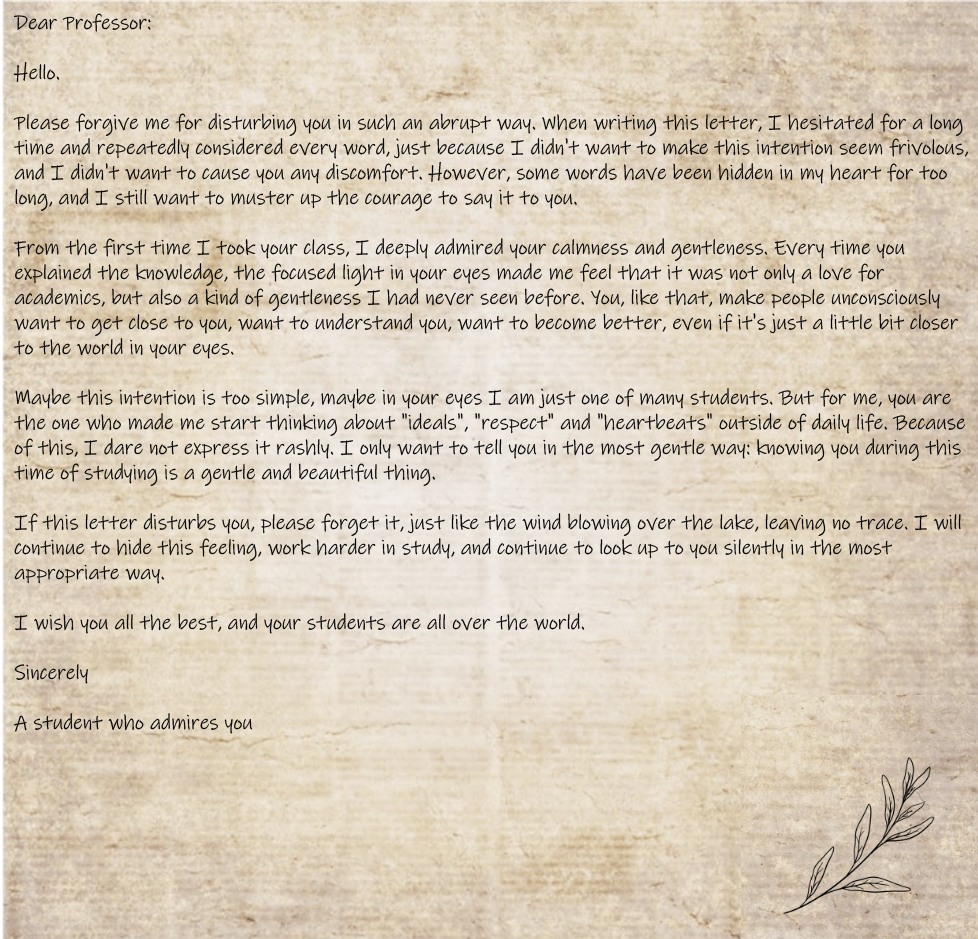 Dear Professor:
Hello.
Please forgive me for disturbing you in such an abrupt way. When writing this letter, I hesitated for a long
time and repeatedly considered every word, just because I didn't want to make this intention seem frivolous,
and I didn't want to cause you any discomfort. However, some words have been hidden in my heart for too
long, and I still want to muster up the courage to say it to you.
From the first time I took your class, I deeply admired your calmness and gentleness. Every time you
explained the knowledge, the focused light in your eyes made me feel that it was not only a love for
academics, but also a kind of gentleness I had never seen before. You, like that, make people unconsciously
want to get close to you, want to understand you, want to become better, even if it's just a little bit closer
to the world in your eyes.
Maybe this intention is too simple, maybe in your eyes I am just one of many students. But for me, you are
the one who made me start thinking about "ideals", "respect" and "heartbeats" outside of daily life. Because
of this, I dare not express it rashly. I only want to tell you in the most gentle way: knowing you during this
time of studying is a gentle and beautiful thing.
If this letter disturbs you, please forget it, just like the wind blowing over the lake, leaving no trace. I will
continue to hide this feeling, work harder in study, and continue to look up to you silently in the most
appropriate way.
I wish you all the best, and your students are all over the world.
Sincerely
A student who admires you